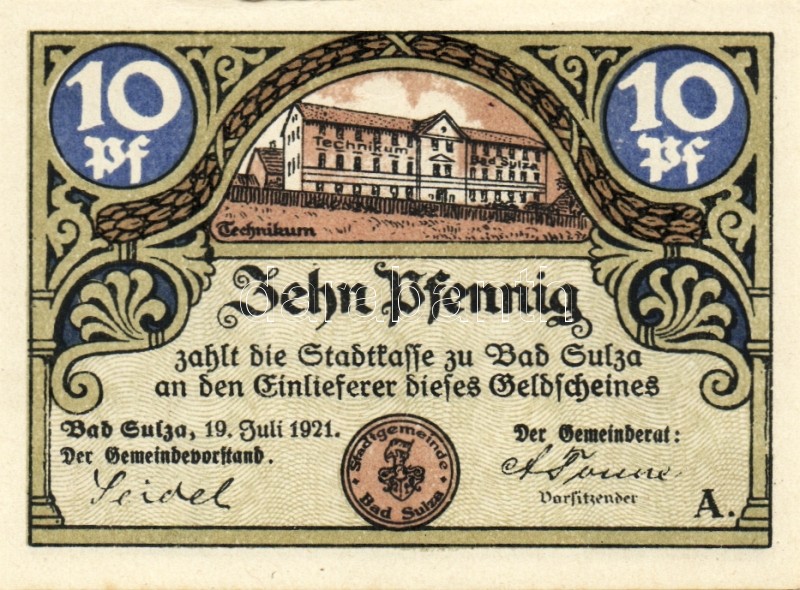 10 Pf
10 Pf
Technikum Bad Sulza
Technikum
Zehn Pfennig
zahlt die Stadtkasse zu Bad Sulza
an den Einlieferer dieses Geldscheines
Bad Sulza, 19. Juli 1921.
Der Gemeindevorstand.
Seidel
Stadtgemeinde
Bad Sulza
Der Gemeinderat:
Vorsitzender
A.